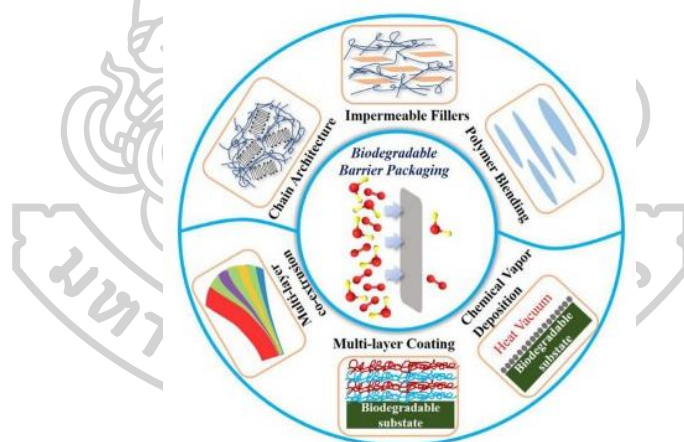 Impermeable Fillers
Polymer Blending
Chain Architecture
Biodegradable
Barrier Packaging
Multi-layer
co-extrusion
Chemical Vapor
Deposition
Heat Vacuum
Biodegradable
substate
Multi-layer Coating
Biodegradable
substate